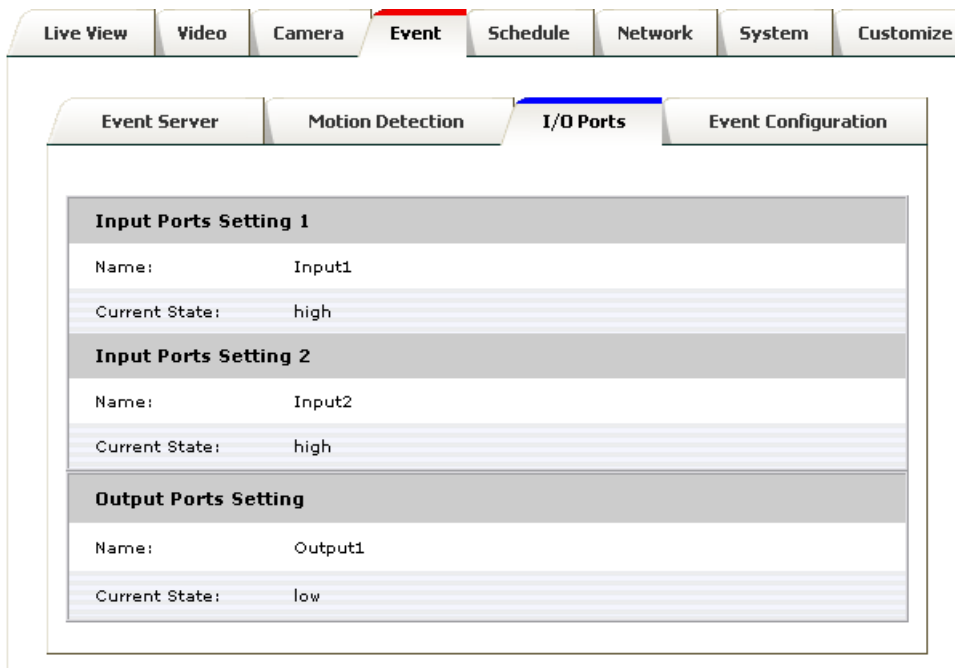 Live View Video Camera Event Schedule Network System Customize
Event Server Motion Detection I/O Ports Event Configuration
Input Ports Setting 1
Name: Input1
Current State: high
Input Ports Setting 2
Name: Input2
Current State: high
Output Ports Setting
Name: Output1
Current State: low